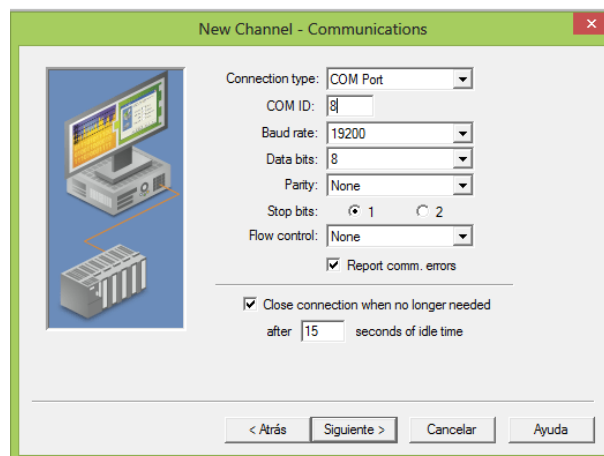 New Channel - Communications
Connection type: COM Port
COM ID: 8
Baud rate: 19200
Data bits: 8
Parity: None
Stop bits: 1 2
Flow control: None
Report comm. errors
Close connection when no longer needed
after 15 seconds of idle time
< Atrás Siguiente > Cancelar Ayuda